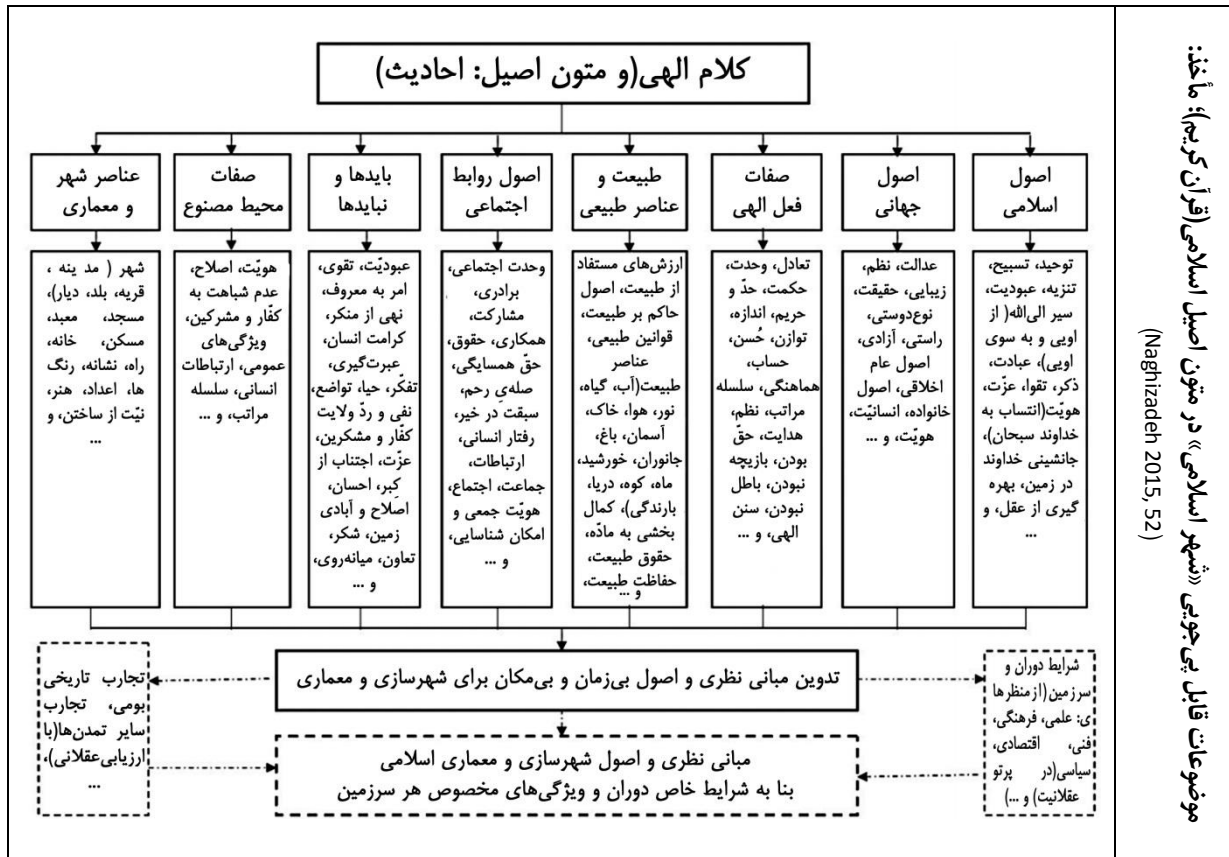 موضوعات قابل پی‌جویی «شهر اسلامی» در متون اصیل اسلامی(قرآن کریم)؛ مأخذ:
(Naghizadeh 2015, 52)
کلام الهی(و متون اصیل: احادیث)
اصول
اسلامی
توحید، تسبیح،
تنزیه، عبودیت،
سیر الی‌الله( از
اویی و به سوی
اویی)، عبادت،
ذکر، تقوا، عزّت،
هویّت(انتساب به
خداوند سبحان)،
جانشینی خداوند
در زمین، بهره
گیری از عقل، و
...
اصول
جهانی
عدالت، نظم،
زیبایی، حقیقت،
نوع‌دوستی،
راستی، آزادی،
اصول عام
اخلاقی، اصول
خانواده، انسانیّت،
هویّت، و ...
صفات
فعل الهی
تعادل، وحدت،
حکمت، حدّ و
حریم، اندازه،
توازن، حُسن،
حساب،
هماهنگی، سلسله
مراتب، نظم،
هدایت، حقّ
بودن، بازیچه
نبودن، باطل
نبودن، سنن
الهی، و ...
طبیعت و
عناصر طبیعی
ارزش‌های مستفاد
از طبیعت، اصول
حاکم بر طبیعت،
قوانین طبیعی،
عناصر
طبیعت(آب، گیاه،
نور، هوا، خاک،
آسمان، باغ،
جانوران، خورشید،
ماه، کوه، دریا،
بارندگی)، کمال
بخشی به مادّه،
حقوق طبیعت،
حفاظت طبیعت،
و ...
اصول روابط
اجتماعی
وحدت اجتماعی،
برادری،
مشارکت،
همکاری، حقوق،
حقّ همسایگی،
صله‌یِ رحم،
سبقت در خیر،
رفتار انسانی،
ارتباطات،
جماعت، اجتماع،
هویّت جمعی و
امکان شناسایی،
و ...
بایدها و
نبایدها
عبودیّت، تقوی،
امر به معروف،
نهی از منکر،
کرامت انسان،
عبرت‌گیری،
تفکّر، حیا، تواضع،
نفی و ردّ ولایت
کفّار و مشکرین،
عزّت، اجتناب از
کِبر، احسان،
اصلاح و آبادی
زمین، شکر،
تعاون، میانه‌روی،
و ...
صفات
محیط مصنوع
هویّت، اصلاح،
عدم شباهت به
کفّار و مشرکین،
ویژگی‌های
عمومی، ارتباطات
انسانی، سلسله
مراتب، و ...
عناصر شهر
و معماری
شهر ( مد ینه ،
قریه، بلد، دیار)،
مسجد، معبد،
مسکن، خانه،
راه، نشانه، رنگ
ها، اعداد، هنر،
نیّت از ساختن، و
...
شرایط دوران و
سرزمین(ازمنظرها
ی: علمی، فرهنگی،
فنی، اقتصادی،
سیاسی(در پرتو
عقلانیت) و ...)
تدوین مبانی نظری و اصول بی‌زمان و بی‌مکان برای شهرسازی و معماری
تجارب تاریخی
بومی، تجارب
سایر تمدن‌ها(با
ارزیابی‌عقلانی)،
...
مبانی نظری و اصول شهرسازی و معماری اسلامی
بنا به شرایط خاص دوران و ویژگی‌های مخصوص هر سرزمین